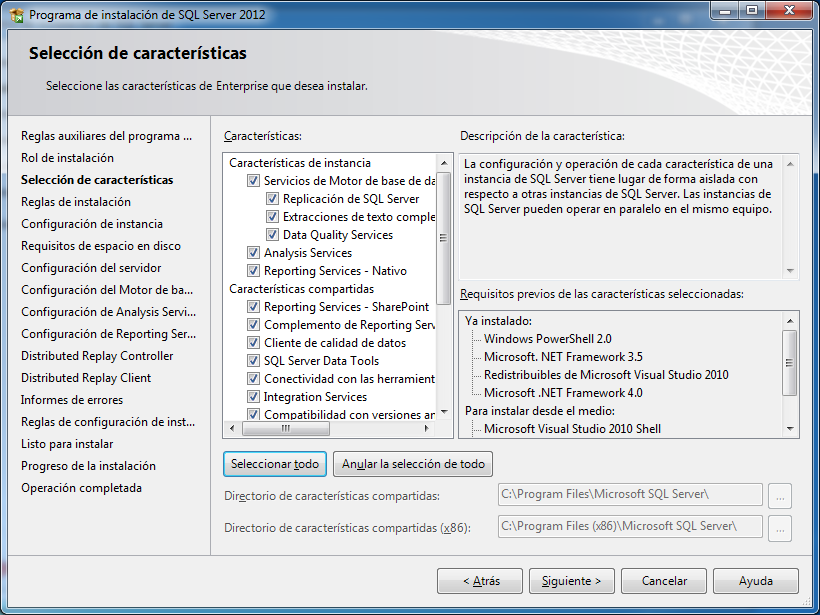 Programa de instalación de SQL Server 2012
Selección de características
Seleccione las características de Enterprise que desea instalar.
Reglas auxiliares del programa ...
Rol de instalación
Selección de características
Reglas de instalación
Configuración de instancia
Requisitos de espacio en disco
Configuración del servidor
Configuración del Motor de ba...
Configuración de Analysis Servi...
Configuración de Reporting Ser...
Distributed Replay Controller
Distributed Replay Client
Informes de errores
Reglas de configuración de inst...
Listo para instalar
Progreso de la instalación
Operación completada
Características:
Características de instancia
Servicios de Motor de base de da
Replicación de SQL Server
Extracciones de texto comple
Data Quality Services
Analysis Services
Reporting Services - Nativo
Características compartidas
Reporting Services - SharePoint
Complemento de Reporting Serv
Cliente de calidad de datos
SQL Server Data Tools
Conectividad con las herramient
Integration Services
Compatibilidad con versiones an
Descripción de la característica:
La configuración y operación de cada característica de una
instancia de SQL Server tiene lugar de forma aislada con
respecto a otras instancias de SQL Server. Las instancias de
SQL Server pueden operar en paralelo en el mismo equipo.
Requisitos previos de las características seleccionadas:
Ya instalado:
Windows PowerShell 2.0
Microsoft. NET Framework 3.5
Redistribuibles de Microsoft Visual Studio 2010
Microsoft .NET Framework 4.0
Para instalar desde el medio:
Microsoft Visual Studio 2010 Shell
Seleccionar todo
Anular la selección de todo
Directorio de características compartidas:
C:\Program Files\Microsoft SQL Server\
...
Directorio de características compartidas (x86):
C:\Program Files (x86)\Microsoft SQL Server\
...
< Atrás
Siguiente >
Cancelar
Ayuda